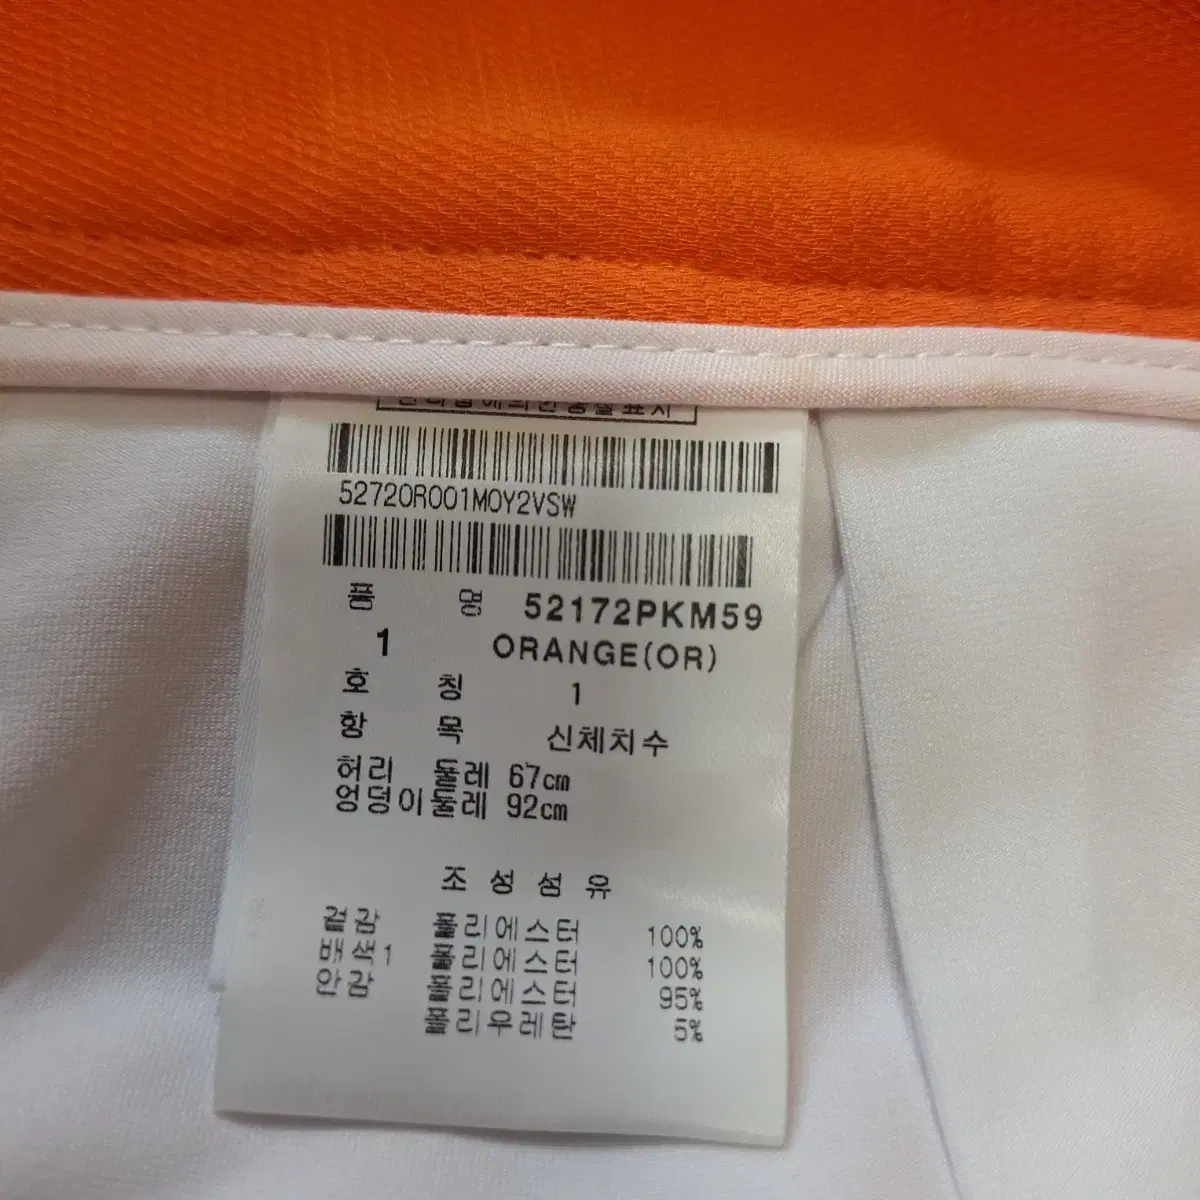 52720R001M0Y2VSW
품 명 52172PKM59
1 ORANGE(OR)
호 칭 1
항 목 신체치수
허리 둘레 67cm
엉덩이둘레 92cm
조 성 섬 유
겉감 폴리에스터 100%
배색1 폴리에스터 100%
안감 폴리에스터 95%
폴리우레탄 5%